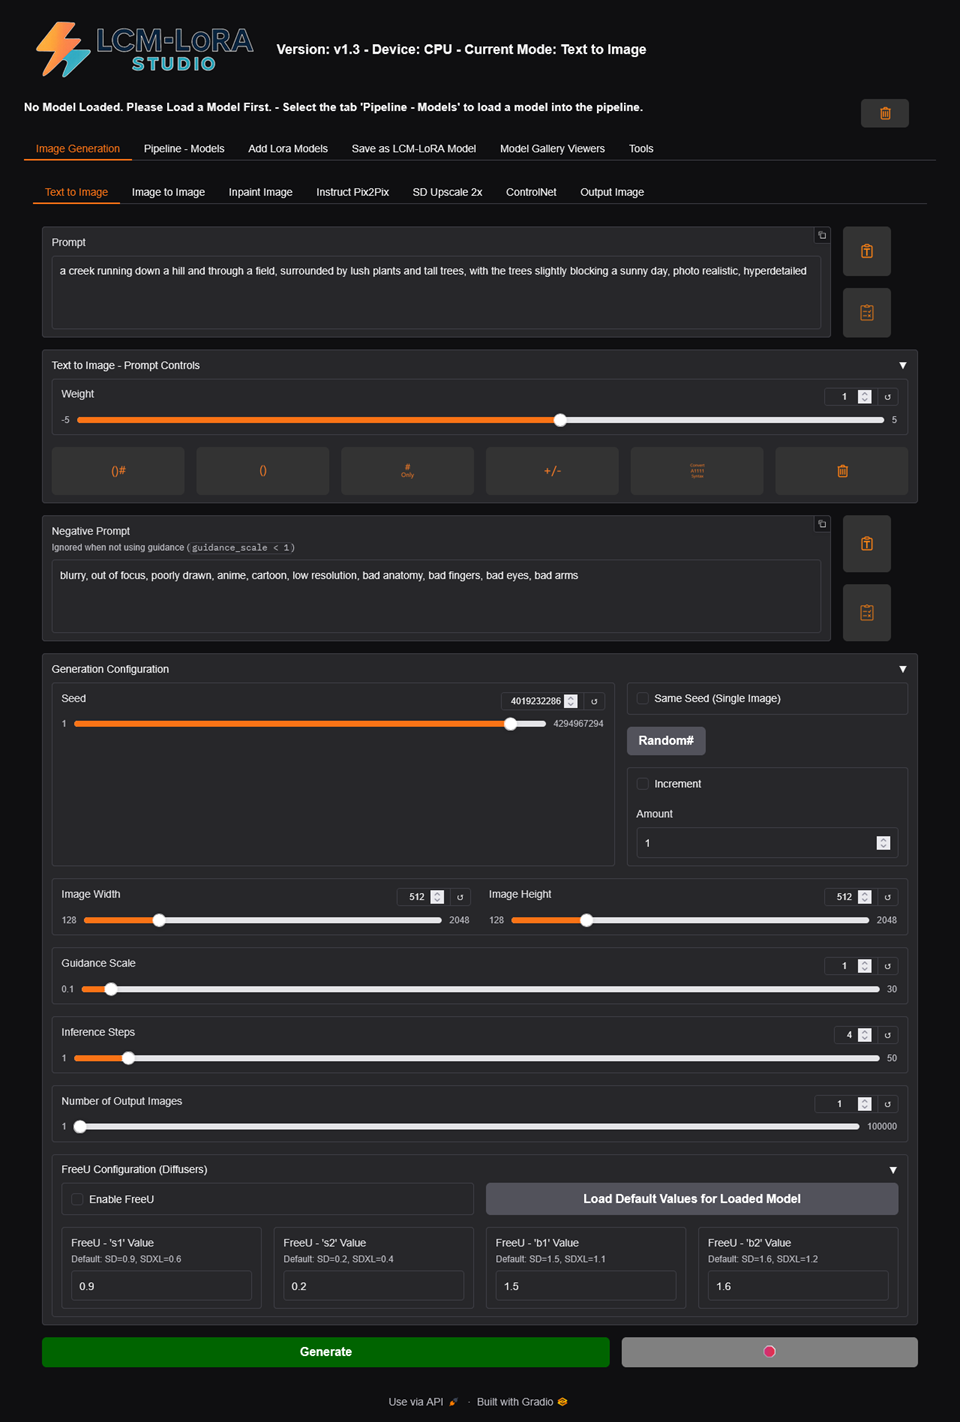 LCM-LoRA
STUDIO
Version: v1.3 - Device: CPU - Current Mode: Text to Image
No Model Loaded. Please Load a Model First. - Select the tab 'Pipeline - Models' to load a model into the pipeline.
Image Generation Pipeline - Models Add Lora Models Save as LCM-LoRA Model Model Gallery Viewers Tools
Text to Image Image to Image Inpaint Image Instruct Pix2Pix SD Upscale 2x ControlNet Output Image
Prompt
a creek running down a hill and through a field, surrounded by lush plants and tall trees, with the trees slightly blocking a sunny day, photo realistic, hyperdetailed
Text to Image - Prompt Controls ▼
Weight 1
-5 5
()# () # Only +/- Convert A1111 Syntax
Negative Prompt
Ignored when not using guidance (guidance_scale < 1)
blurry, out of focus, poorly drawn, anime, cartoon, low resolution, bad anatomy, bad fingers, bad eyes, bad arms
Generation Configuration ▼
Seed 4019232286
1 4294967294
Same Seed (Single Image)
Random#
Increment
Amount
1
Image Width 512 Image Height 512
128 2048 128 2048
Guidance Scale 1
0.1 30
Inference Steps 4
1 50
Number of Output Images 1
1 100000
FreeU Configuration (Diffusers) ▼
Enable FreeU Load Default Values for Loaded Model
FreeU - 's1' Value FreeU - 's2' Value FreeU - 'b1' Value FreeU - 'b2' Value
Default: SD=0.9, SDXL=0.6 Default: SD=0.2, SDXL=0.4 Default: SD=1.5, SDXL=1.1 Default: SD=1.6, SDXL=1.2
0.9 0.2 1.5 1.6
Generate
Use via API · Built with Gradio